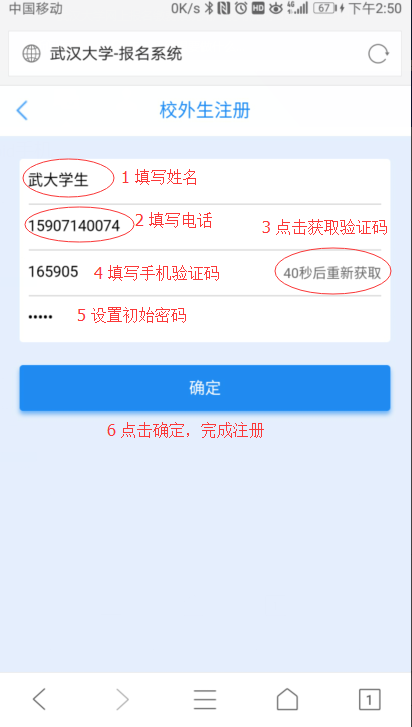 中国移动 0K/s HD 4G 67 下午2:50
武汉大学-报名系统
校外生注册
武大学生 1 填写姓名
15907140074 2 填写电话 3 点击获取验证码
165905 4 填写手机验证码 40秒后重新获取
••••• 5 设置初始密码
确定
6 点击确定，完成注册
1